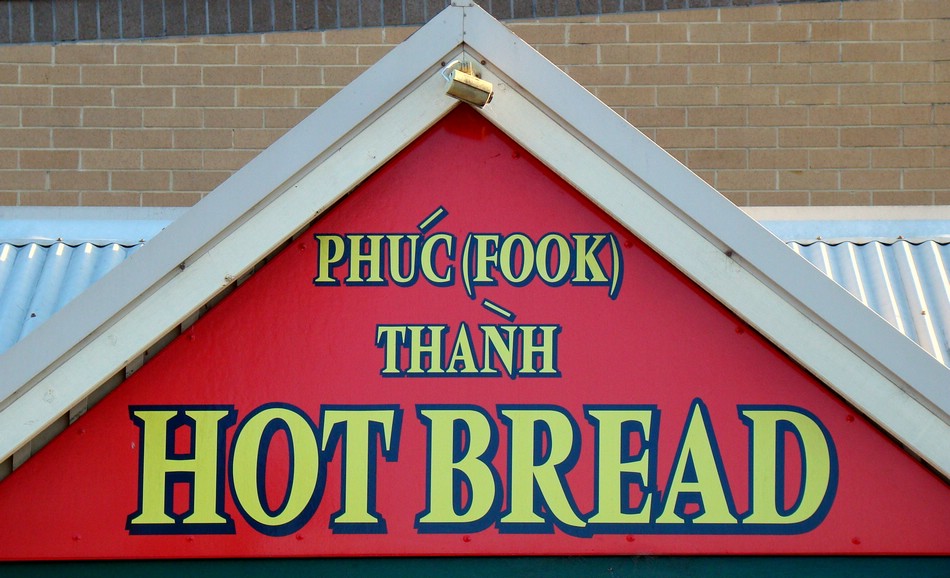 PHÚC (FOOK)
THÀNH
HOT BREAD